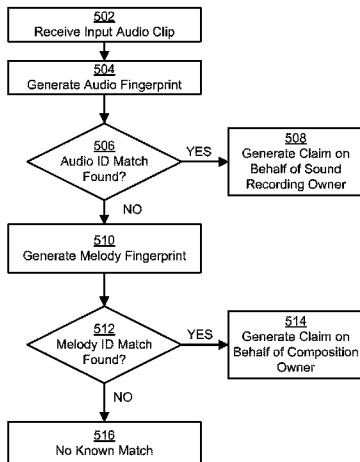 502
Receive Input Audio Clip
504
Generate Audio Fingerprint
506
Audio ID Match
Found?
YES
508
Generate Claim on
Behalf of Sound
Recording Owner
NO
510
Generate Melody Fingerprint
512
Melody ID Match
Found?
YES
514
Generate Claim on
Behalf of Composition
Owner
NO
516
No Known Match